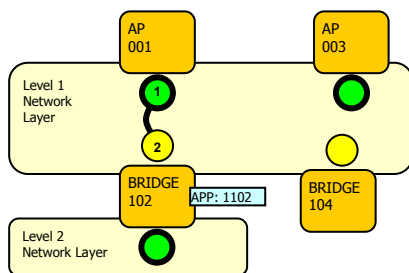 AP
001
AP
003
Level 1
Network
Layer
1
2
BRIDGE
102
APP: 1102
BRIDGE
104
Level 2
Network Layer